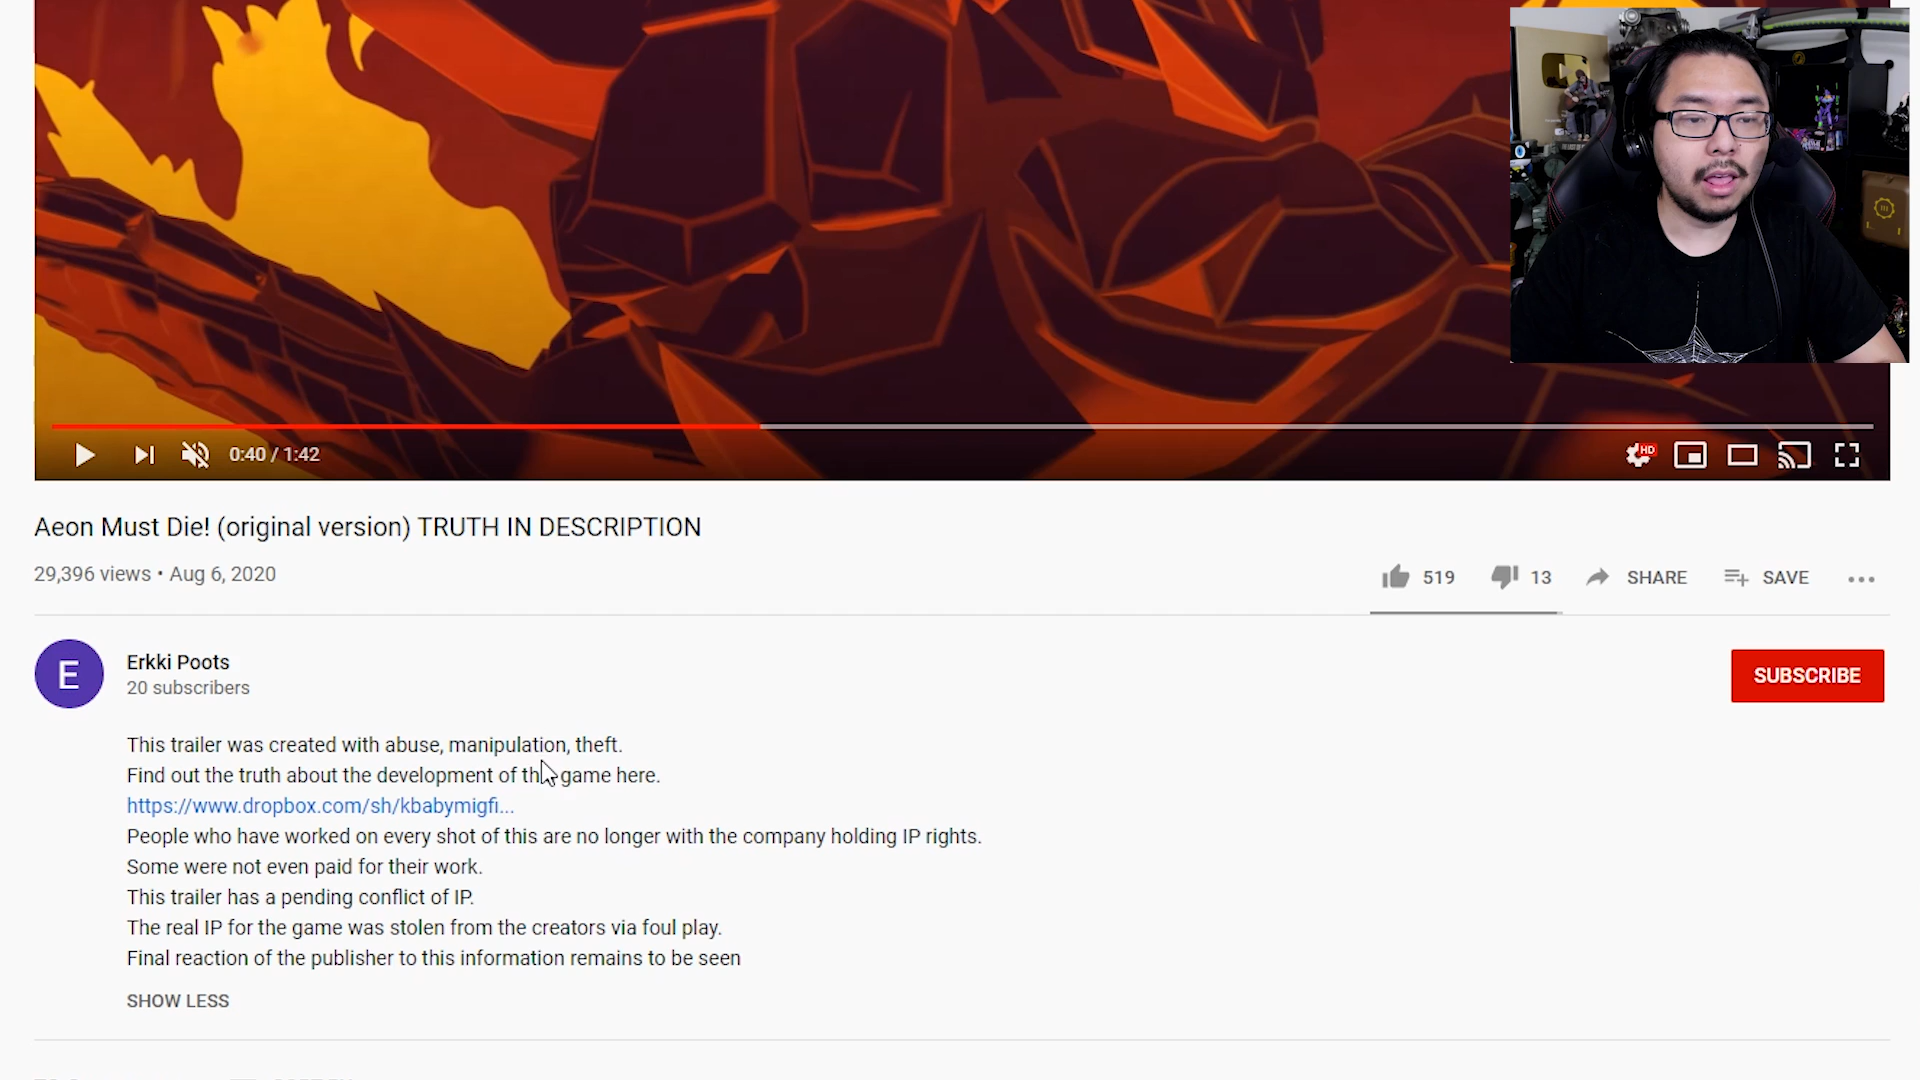 HD
0:40 / 1:42
Aeon Must Die! (original version) TRUTH IN DESCRIPTION
29,396 views • Aug 6, 2020
519 13 SHARE SAVE
E
Erkki Poots
20 subscribers
SUBSCRIBE
This trailer was created with abuse, manipulation, theft.
Find out the truth about the development of the game here.
https://www.dropbox.com/sh/kbabymigfi...
People who have worked on every shot of this are no longer with the company holding IP rights.
Some were not even paid for their work.
This trailer has a pending conflict of IP.
The real IP for the game was stolen from the creators via foul play.
Final reaction of the publisher to this information remains to be seen
SHOW LESS